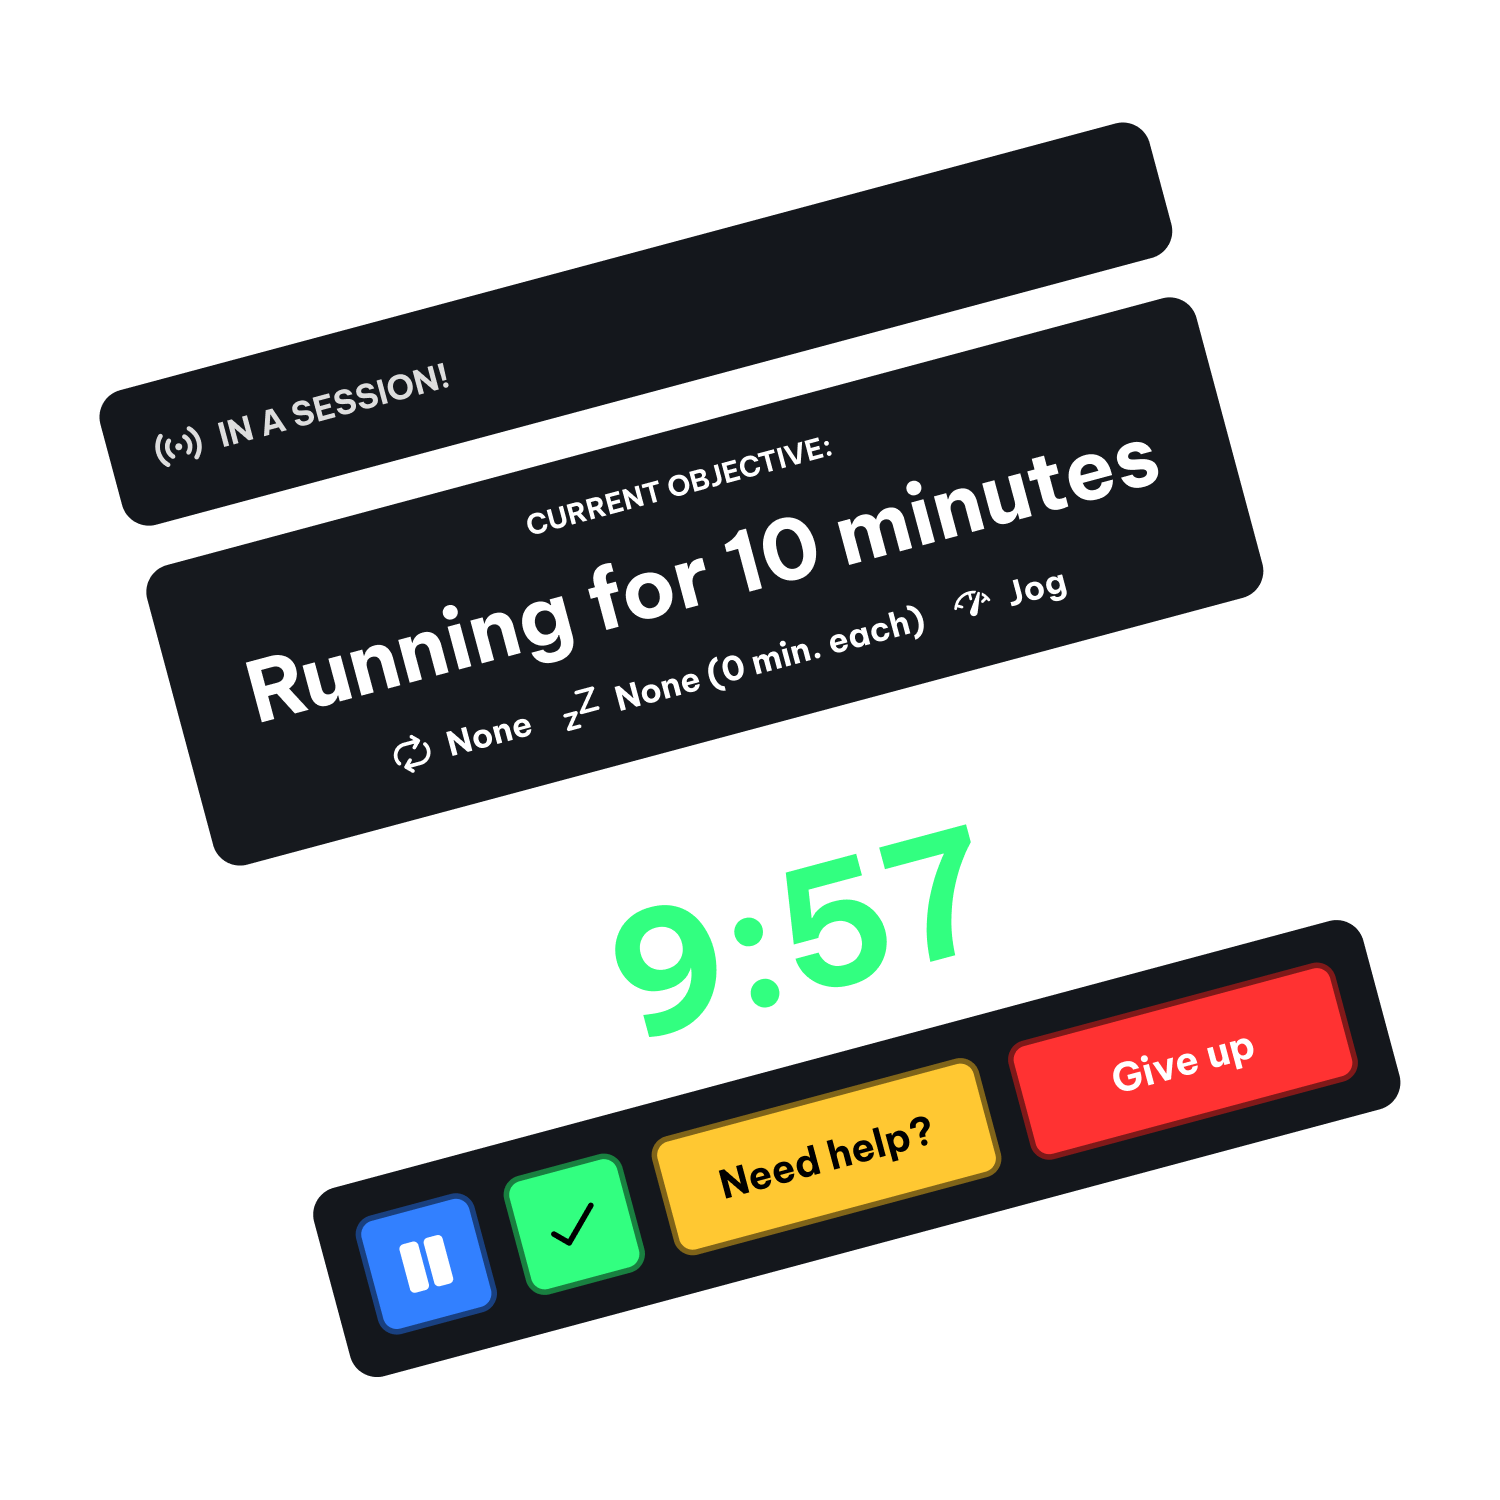 IN A SESSION!
CURRENT OBJECTIVE:
Running for 10 minutes
None None (0 min. each) Jog
9:57
Need help? Give up